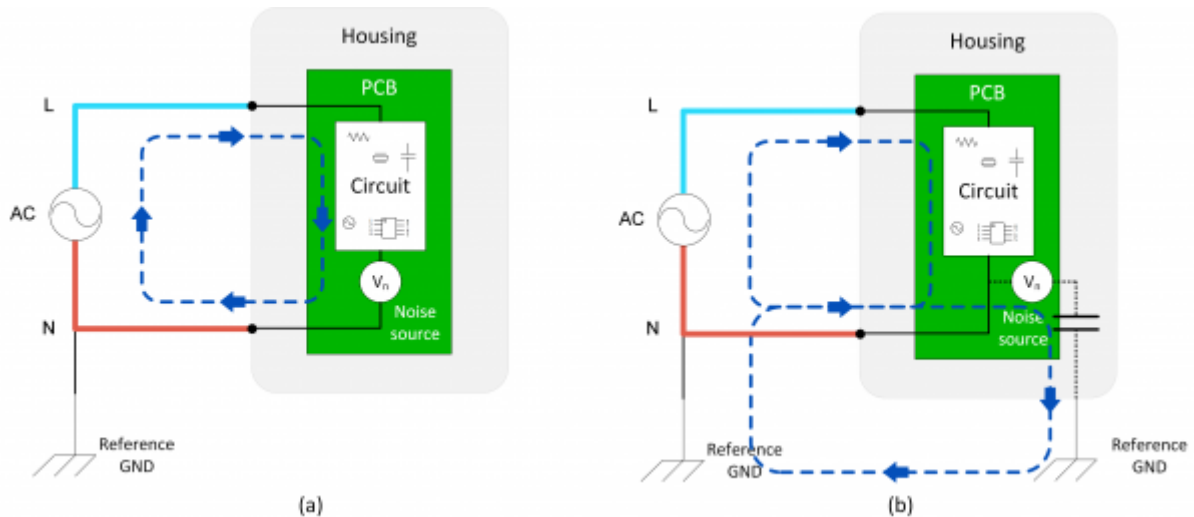 Housing
PCB
L
Circuit
AC
Vn
Noise
source
N
Reference
GND
(a)
Housing
PCB
L
Circuit
AC
Vn
Noise
source
N
Reference
GND
Reference
GND
(b)